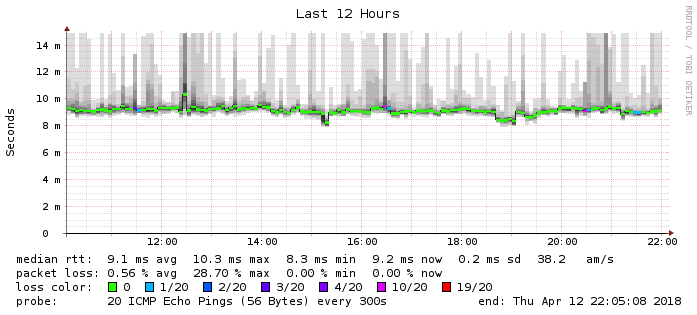 Last 12 Hours
RRDTOOL / TOBI OETIKER
Seconds
14 m
12 m
10 m
8 m
6 m
4 m
2 m
0
12:00 14:00 16:00 18:00 20:00 22:00
median rtt: 9.1 ms avg 10.3 ms max 8.3 ms min 9.2 ms now 0.2 ms sd 38.2 am/s
packet loss: 0.56 % avg 28.70 % max 0.00 % min 0.00 % now
loss color: 0 1/20 2/20 3/20 4/20 10/20 19/20
probe: 20 ICMP Echo Pings (56 Bytes) every 300s end: Thu Apr 12 22:05:08 2018